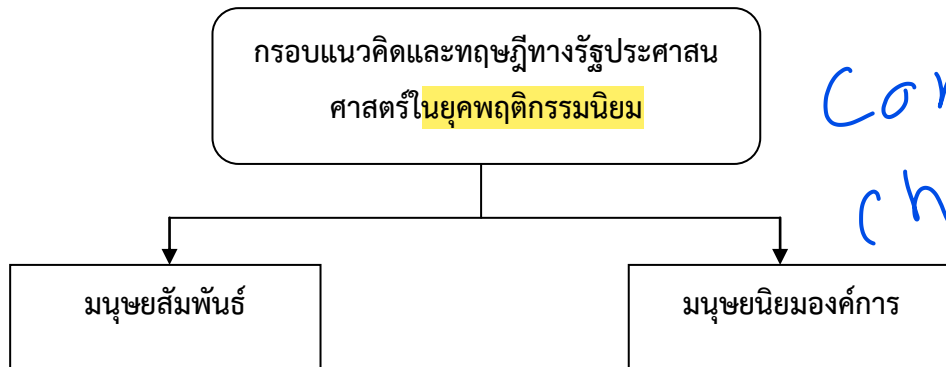 กรอบแนวคิดและทฤษฎีทางรัฐประศาสน
ศาสตร์ในยุคพฤติกรรมนิยม
มนุษยสัมพันธ์
มนุษยนิยมองค์การ